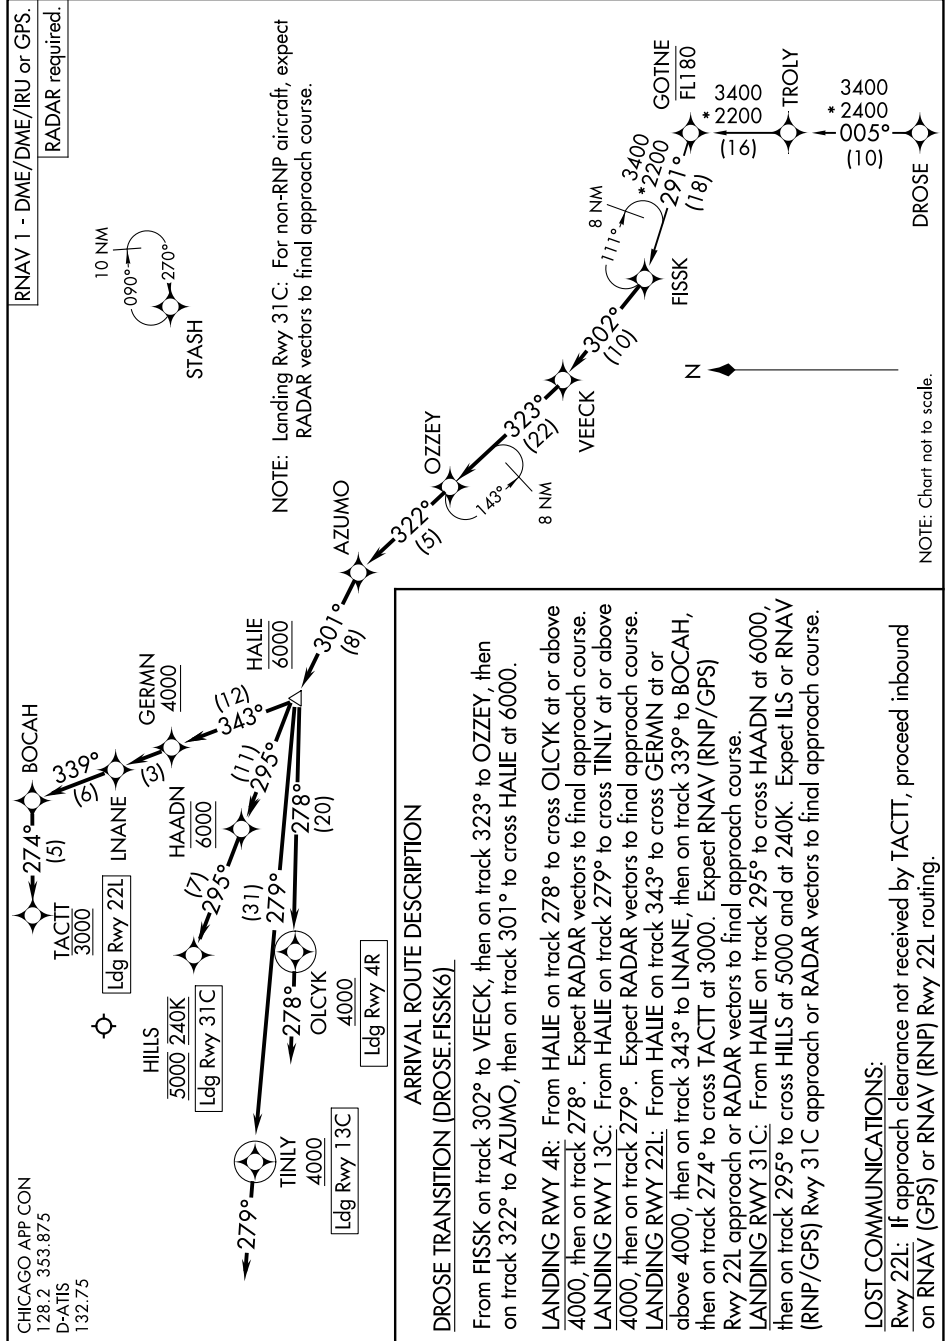 RNAV 1 - DME/DME/IRU or GPS.
RADAR required.
CHICAGO APP CON
128.2 353.875
D-ATIS
132.75
10 NM
090°
270°
STASH
NOTE: Landing Rwy 31C: For non-RNP aircraft, expect
RADAR vectors to final approach course.
BOCAH
274°
(5)
TACTT
3000
Ldg Rwy 22L
339°
(6)
LNANE
(3)
GERMN
4000
(12)
343°
HALIE
6000
(11)
295°
HAADN
6000
(7)
295°
HILLS
5000 240K
Ldg Rwy 31C
278°
(20)
OLCYK
4000
Ldg Rwy 4R
278°
(31)
279°
TINLY
4000
Ldg Rwy 13C
279°
301°
(8)
AZUMO
322°
(5)
OZZEY
143°
8 NM
323°
(22)
VEECK
302°
(10)
FISSK
111°
8 NM
3400
*2200
291°
(18)
GOTNE
FL180
3400
*2200
(16)
TROLY
3400
*2400
005°
(10)
DROSE
N
NOTE: Chart not to scale.
ARRIVAL ROUTE DESCRIPTION
DROSE TRANSITION (DROSE.FISSK6)
From FISSK on track 302° to VEECK, then on track 323° to OZZEY, then
on track 322° to AZUMO, then on track 301° to cross HALIE at 6000.
LANDING RWY 4R: From HALIE on track 278° to cross OLCYK at or above
4000, then on track 278°. Expect RADAR vectors to final approach course.
LANDING RWY 13C: From HALIE on track 279° to cross TINLY at or above
4000, then on track 279°. Expect RADAR vectors to final approach course.
LANDING RWY 22L: From HALIE on track 343° to cross GERMN at or
above 4000, then on track 343° to LNANE, then on track 339° to BOCAH,
then on track 274° to cross TACTT at 3000. Expect RNAV (RNP/GPS)
Rwy 22L approach or RADAR vectors to final approach course.
LANDING RWY 31C: From HALIE on track 295° to cross HAADN at 6000,
then on track 295° to cross HILLS at 5000 and at 240K. Expect ILS or RNAV
(RNP/GPS) Rwy 31C approach or RADAR vectors to final approach course.
LOST COMMUNICATIONS:
Rwy 22L: If approach clearance not received by TACTT, proceed inbound
on RNAV (GPS) or RNAV (RNP) Rwy 22L routing.